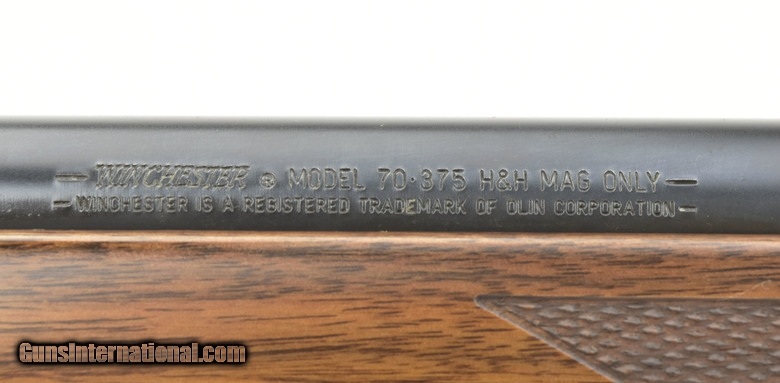 — WINCHESTER ® MODEL 70·375 H&H MAG ONLY —
— WINCHESTER IS A REGISTERED TRADEMARK OF OLIN CORPORATION —
GunsInternational.com